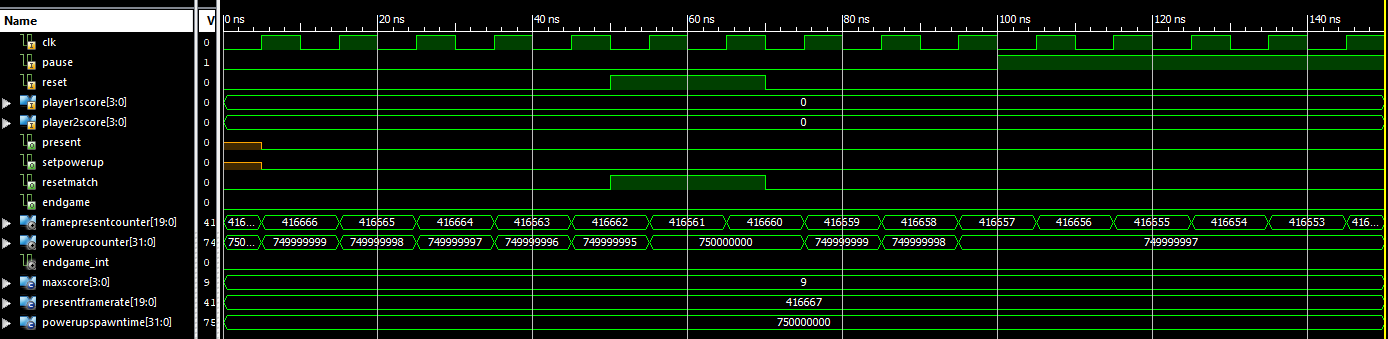 Name V 0 ns 20 ns 40 ns 60 ns 80 ns 100 ns 120 ns 140 ns
clk 0
pause 1
reset 0
player1score[3:0] 0 0
player2score[3:0] 0 0
present 0
setpowerup 0
resetmatch 0
endgame 0
framepresentcounter[19:0] 41 416... 416666 416665 416664 416663 416662 416661 416660 416659 416658 416657 416656 416655 416654 416653 416...
powerupcounter[31:0] 74 750... 749999999 749999998 749999997 749999996 749999995 750000000 749999999 749999998 749999997
endgame_int 0
maxscore[3:0] 9 9
presentframerate[19:0] 41 416667
powerupspawntime[31:0] 75 750000000